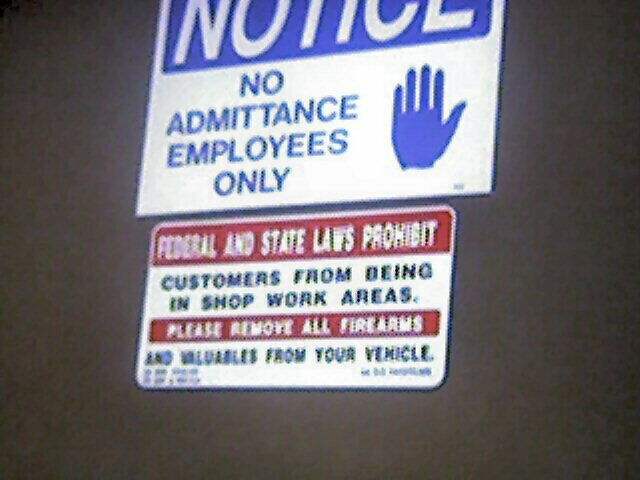 NOTICE
NO
ADMITTANCE
EMPLOYEES
ONLY
FEDERAL AND STATE LAWS PROHIBIT
CUSTOMERS FROM BEING
IN SHOP WORK AREAS.
PLEASE REMOVE ALL FIREARMS
AND VALUABLES FROM YOUR VEHICLE.